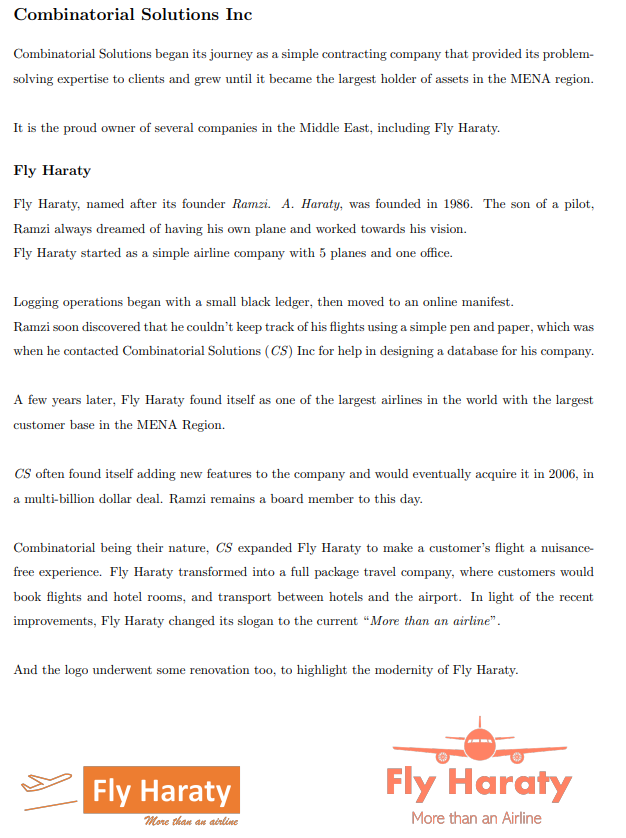 Combinatorial Solutions Inc
Combinatorial Solutions began its journey as a simple contracting company that provided its problem-
solving expertise to clients and grew until it became the largest holder of assets in the MENA region.
It is the proud owner of several companies in the Middle East, including Fly Haraty.
Fly Haraty
Fly Haraty, named after its founder Ramzi. A. Haraty, was founded in 1986. The son of a pilot,
Ramzi always dreamed of having his own plane and worked towards his vision.
Fly Haraty started as a simple airline company with 5 planes and one office.
Logging operations began with a small black ledger, then moved to an online manifest.
Ramzi soon discovered that he couldn't keep track of his flights using a simple pen and paper, which was
when he contacted Combinatorial Solutions (CS) Inc for help in designing a database for his company.
A few years later, Fly Haraty found itself as one of the largest airlines in the world with the largest
customer base in the MENA Region.
CS often found itself adding new features to the company and would eventually acquire it in 2006, in
a multi-billion dollar deal. Ramzi remains a board member to this day.
Combinatorial being their nature, CS expanded Fly Haraty to make a customer's flight a nuisance-
free experience. Fly Haraty transformed into a full package travel company, where customers would
book flights and hotel rooms, and transport between hotels and the airport. In light of the recent
improvements, Fly Haraty changed its slogan to the current “More than an airline”.
And the logo underwent some renovation too, to highlight the modernity of Fly Haraty.
Fly Haraty
More than an airline
Fly Haraty
More than an Airline